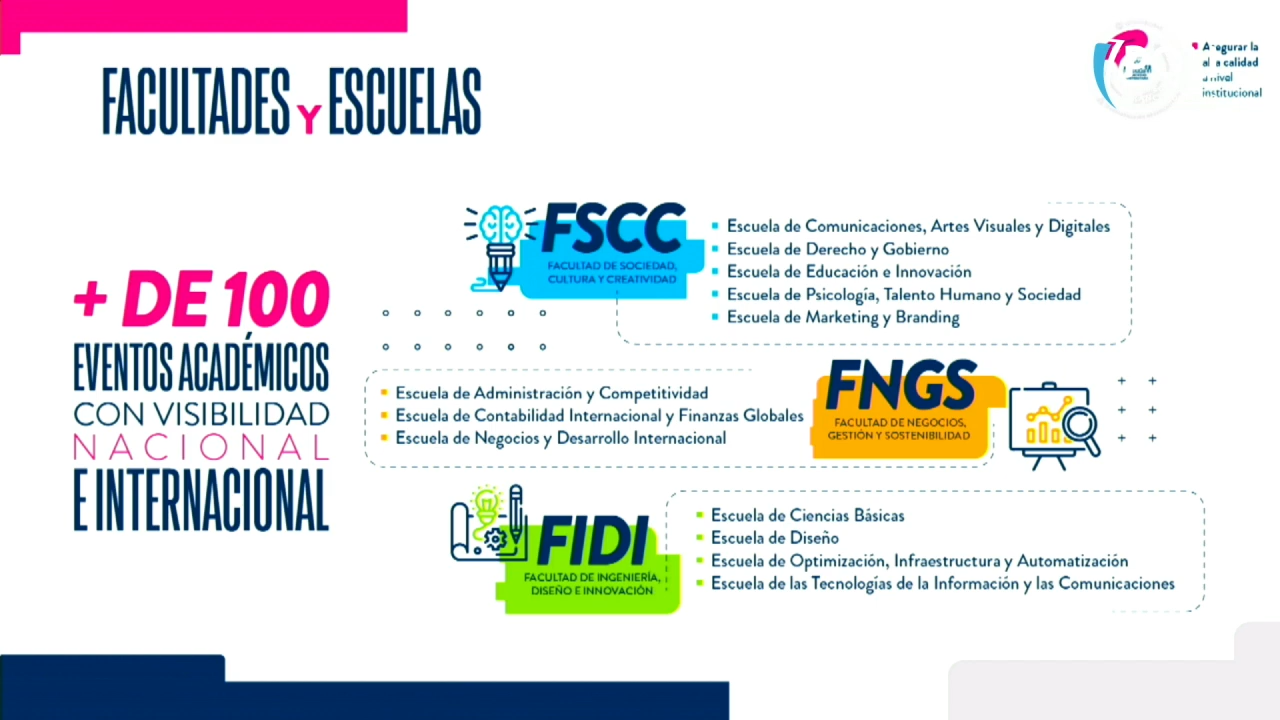 FACULTADES Y ESCUELAS
institucional
+ DE 100
EVENTOS ACADÉMICOS
CON VISIBILIDAD
NACIONAL
E INTERNACIONAL
FSCC
FACULTAD DE SOCIEDAD,
CULTURA Y CREATIVIDAD
Escuela de Comunicaciones, Artes Visuales y Digitales
Escuela de Derecho y Gobierno
Escuela de Educación e Innovación
Escuela de Psicología, Talento Humano y Sociedad
Escuela de Marketing y Branding
Escuela de Administración y Competitividad
Escuela de Contabilidad Internacional y Finanzas Globales
Escuela de Negocios y Desarrollo Internacional
FNGS
FACULTAD DE NEGOCIOS,
GESTIÓN Y SOSTENIBILIDAD
FIDI
FACULTAD DE INGENIERÍA,
DISEÑO E INNOVACIÓN
Escuela de Ciencias Básicas
Escuela de Diseño
Escuela de Optimización, Infraestructura y Automatización
Escuela de las Tecnologías de la Información y las Comunicaciones